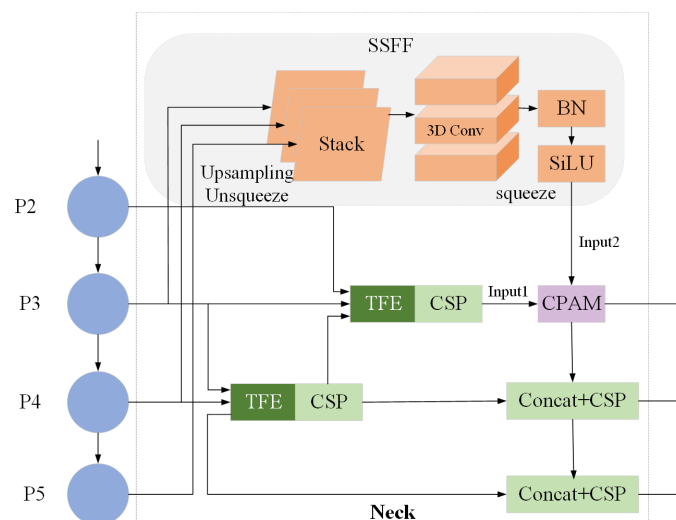 SSFF
Stack
3D Conv
BN
SiLU
Upsampling
Unsqueeze
squeeze
P2
Input2
P3
TFE
CSP
Input1
CPAM
P4
TFE
CSP
Concat+CSP
P5
Concat+CSP
Neck